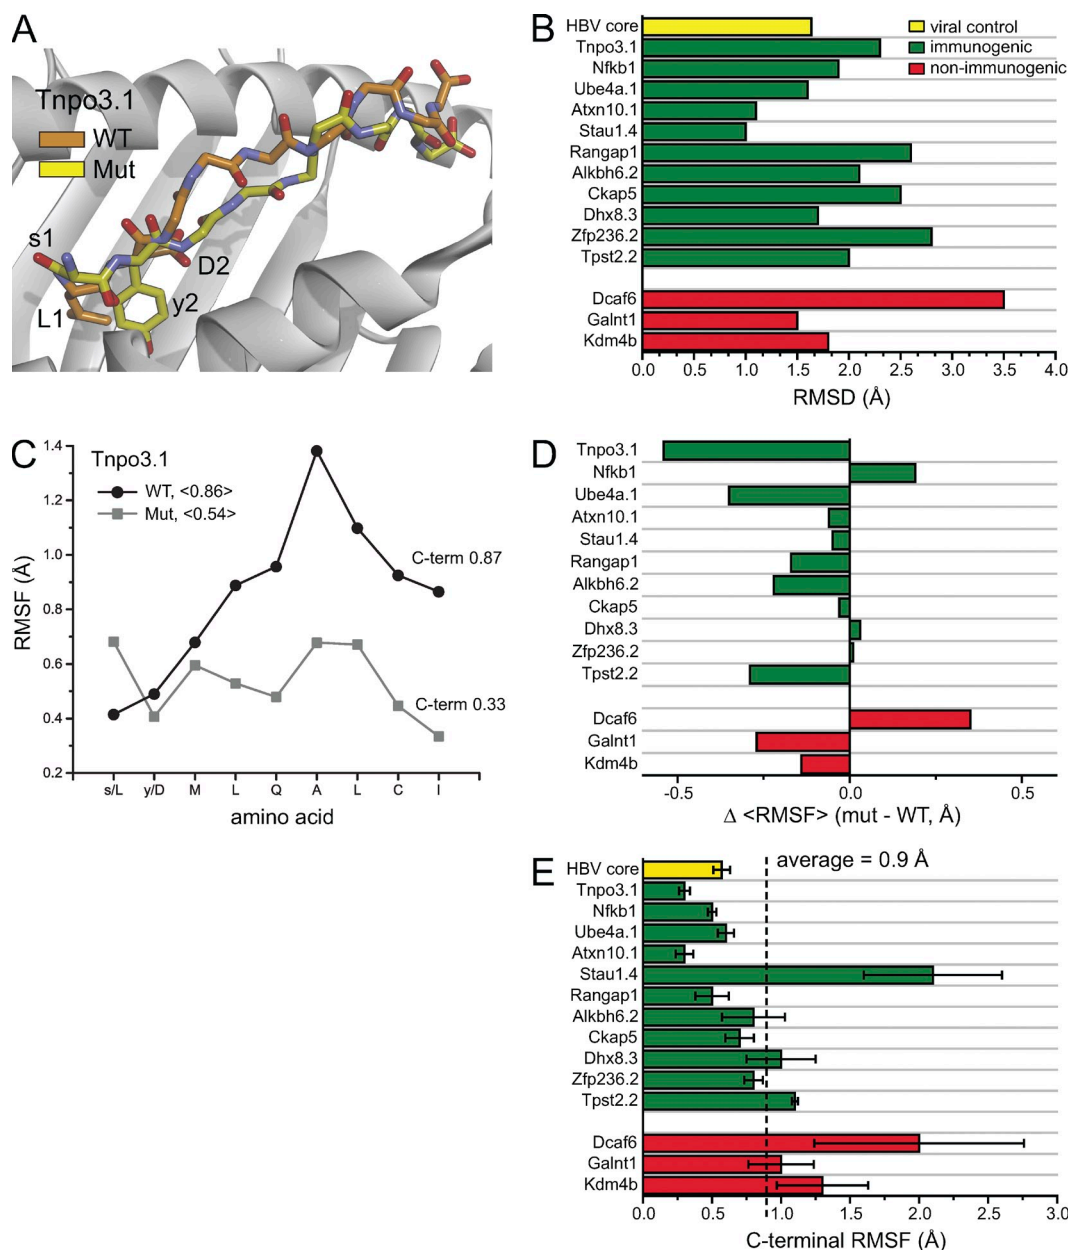 A
Tnpo3.1
WT
Mut
s1
D2
L1
y2
B
HBV core
Tnpo3.1
Nfkb1
Ube4a.1
Atxn10.1
Stau1.4
Rangap1
Alkbh6.2
Ckap5
Dhx8.3
Zfp236.2
Tpst2.2
Dcaf6
Galnt1
Kdm4b
viral control
immunogenic
non-immunogenic
0.0 0.5 1.0 1.5 2.0 2.5 3.0 3.5 4.0
RMSD (Å)
C
Tnpo3.1
WT, <0.86>
Mut, <0.54>
1.4
1.2
1.0
0.8
0.6
0.4
0.2
RMSF (Å)
C-term 0.87
C-term 0.33
s/L y/D M L Q A L C I
amino acid
D
Tnpo3.1
Nfkb1
Ube4a.1
Atxn10.1
Stau1.4
Rangap1
Alkbh6.2
Ckap5
Dhx8.3
Zfp236.2
Tpst2.2
Dcaf6
Galnt1
Kdm4b
-0.5 0.0 0.5
Δ <RMSF> (mut - WT, Å)
E
average = 0.9 Å
HBV core
Tnpo3.1
Nfkb1
Ube4a.1
Atxn10.1
Stau1.4
Rangap1
Alkbh6.2
Ckap5
Dhx8.3
Zfp236.2
Tpst2.2
Dcaf6
Galnt1
Kdm4b
0.0 0.5 1.0 1.5 2.0 2.5 3.0
C-terminal RMSF (Å)